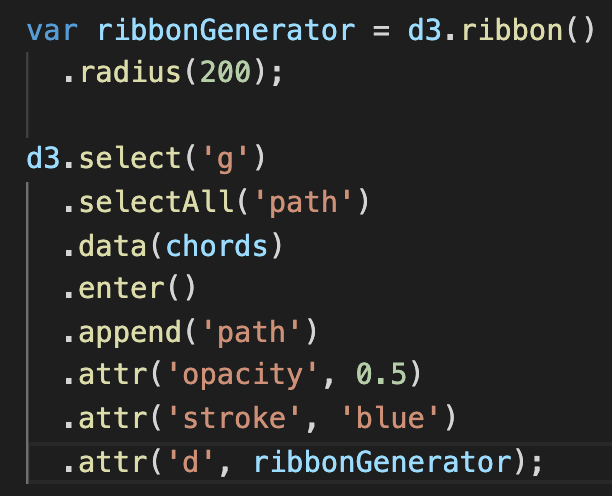 var ribbonGenerator = d3.ribbon()
  .radius(200);

d3.select('g')
  .selectAll('path')
  .data(chords)
  .enter()
  .append('path')
  .attr('opacity', 0.5)
  .attr('stroke', 'blue')
  .attr('d', ribbonGenerator);